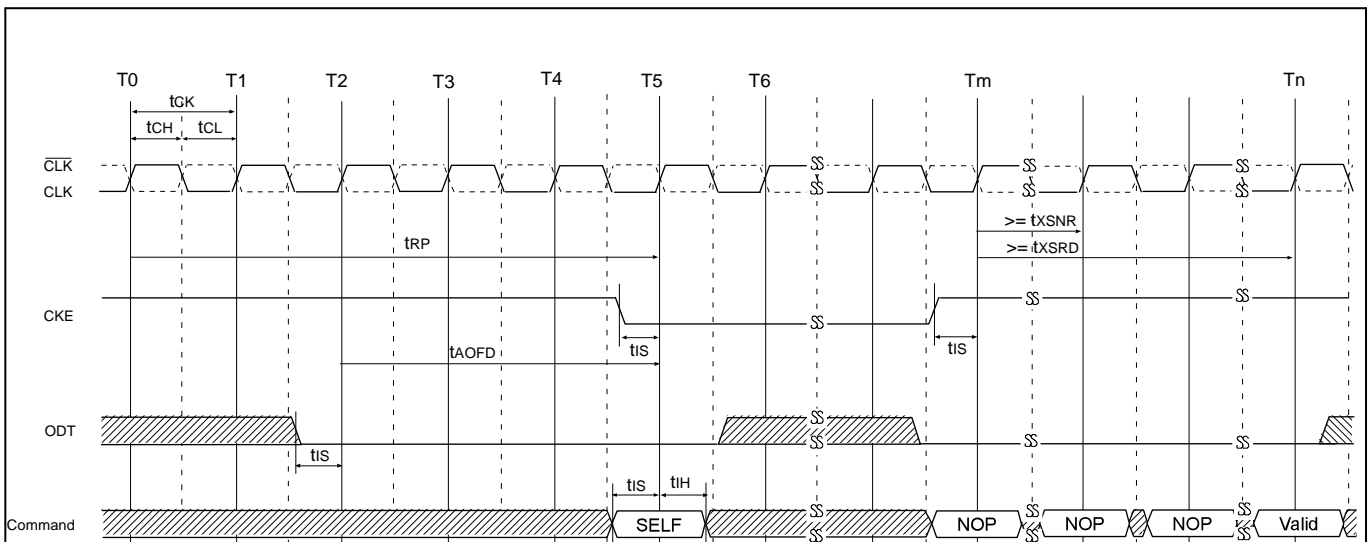 T0 T1 T2 T3 T4 T5 T6 Tm Tn
tCK
tCH tCL
CLK
CLK
>= tXSNR
tRP
>= tXSRD
CKE
tIS
tIS
tAOFD
ODT
tIS
tIS tIH
Command SELF NOP NOP NOP Valid